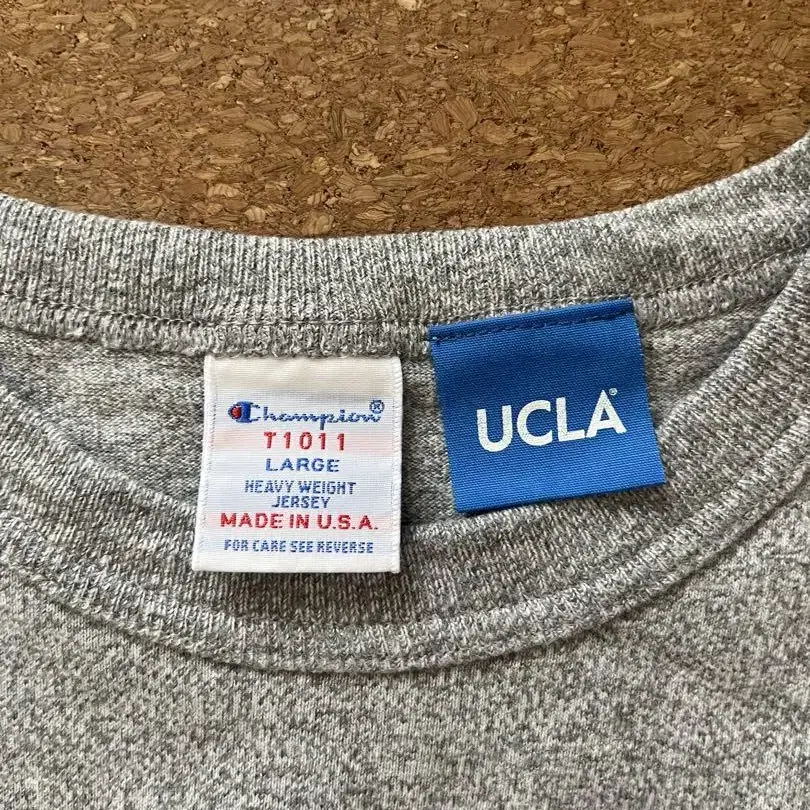 Champion®
T1011
LARGE
HEAVY WEIGHT
JERSEY
MADE IN U.S.A.
FOR CARE SEE REVERSE
UCLA®